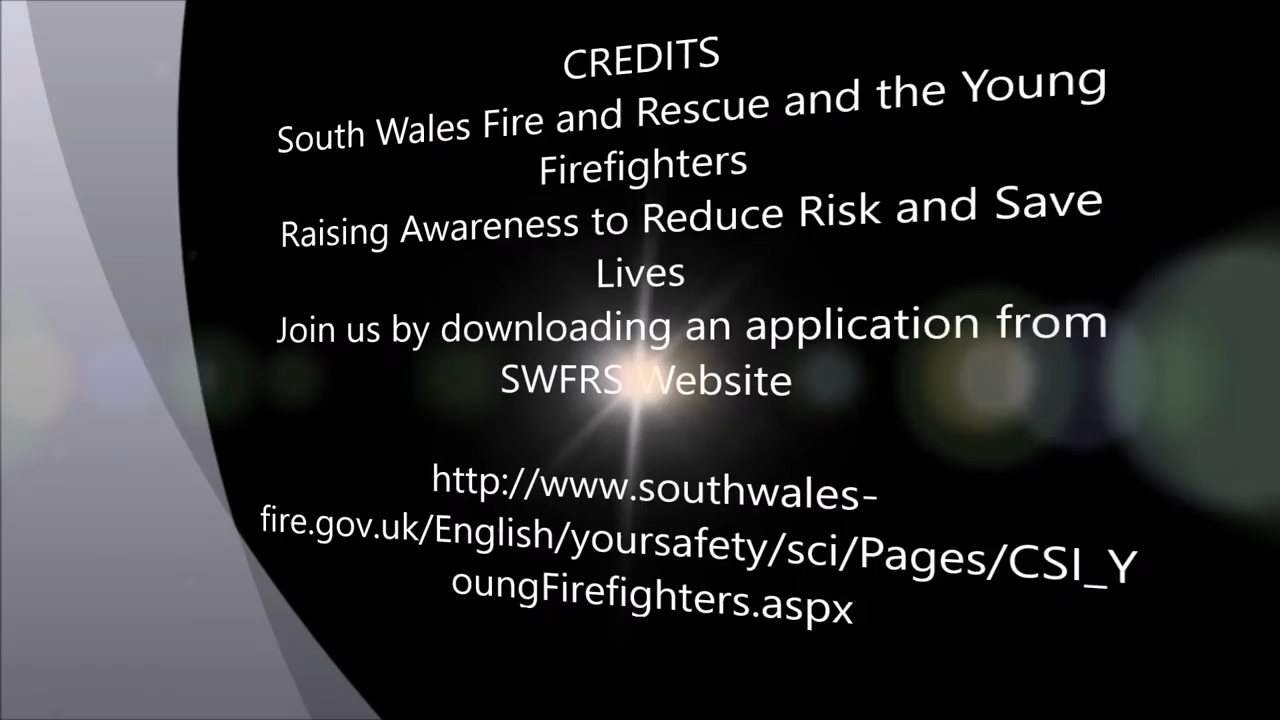 CREDITS
South Wales Fire and Rescue and the Young
Firefighters
Raising Awareness to Reduce Risk and Save
Lives
Join us by downloading an application from
SWFRS Website
http://www.southwales-
fire.gov.uk/English/yoursafety/sci/Pages/CSI_Y
oungFirefighters.aspx